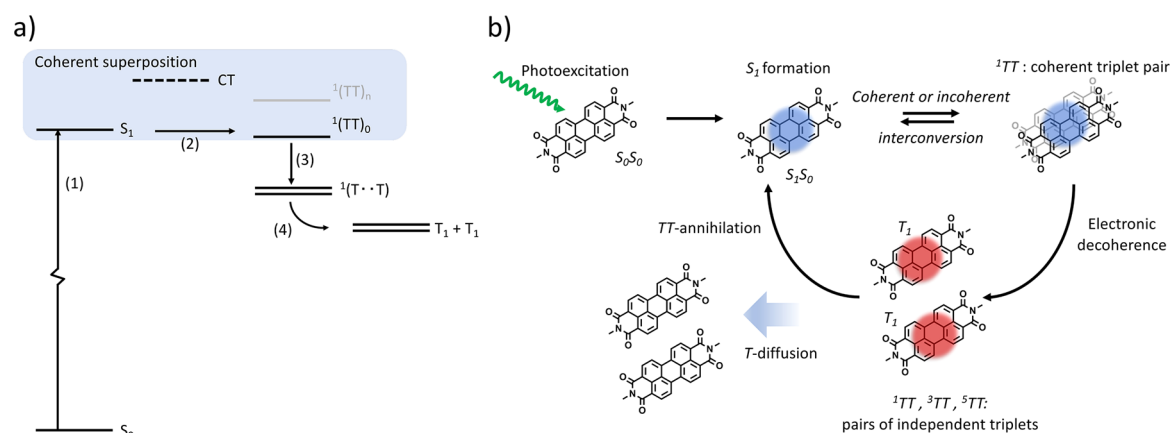 a)
Coherent superposition
CT
¹(TT)ₙ
S₁
¹(TT)₀
(2)
(3)
(1)
¹(T··T)
(4)
T₁ + T₁
b)
Photoexcitation
S₀S₀
S₁ formation
S₁S₀
Coherent or incoherent
interconversion
¹TT : coherent triplet pair
TT-annihilation
T₁
Electronic
decoherence
T₁
T-diffusion
¹TT , ³TT , ⁵TT:
pairs of independent triplets